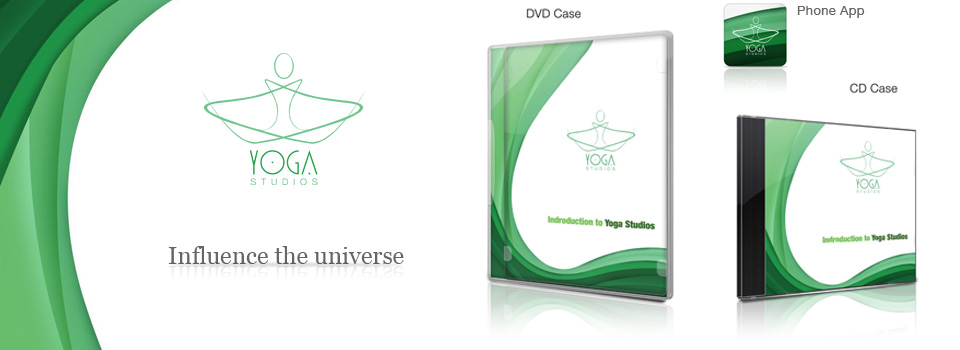 YOGA
STUDIOS
Influence the universe
DVD Case
YOGA
STUDIOS
Indroduction to Yoga Studios
YOGA
STUDIOS
Phone App
CD Case
YOGA
STUDIOS
Indroduction to Yoga Studios